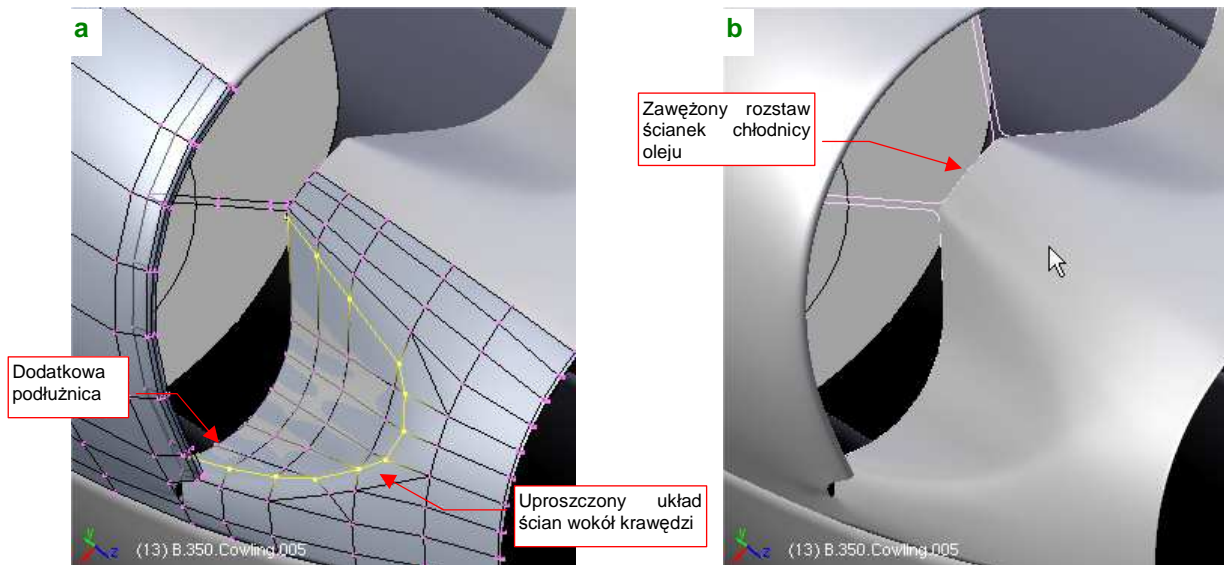 a
b
Zawężony rozstaw
ścianek chłodnicy
oleju
Dodatkowa
podłużnica
Uproszczony układ
ścian wokół krawędzi
y
z
(13) B.350.Cowling.005
y
z
(13) B.350.Cowling.005